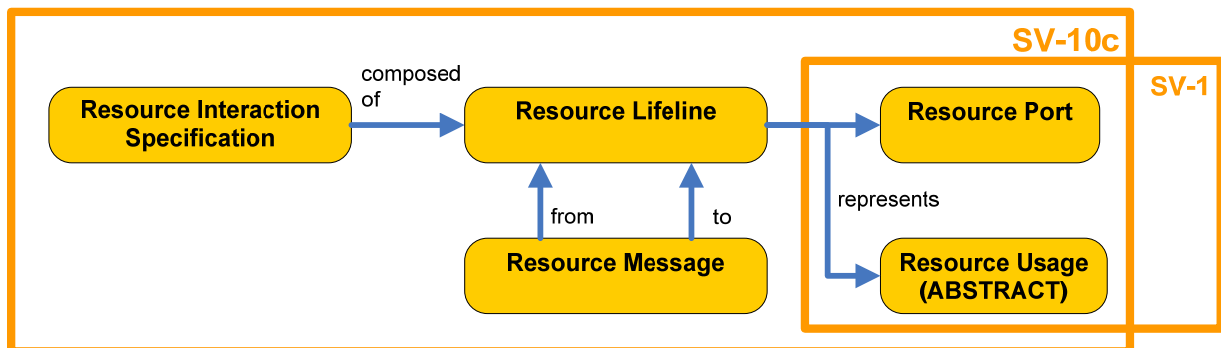 SV-10c
SV-1
composed
of
Resource Interaction
Specification
Resource Lifeline
Resource Port
from
to
represents
Resource Message
Resource Usage
(ABSTRACT)